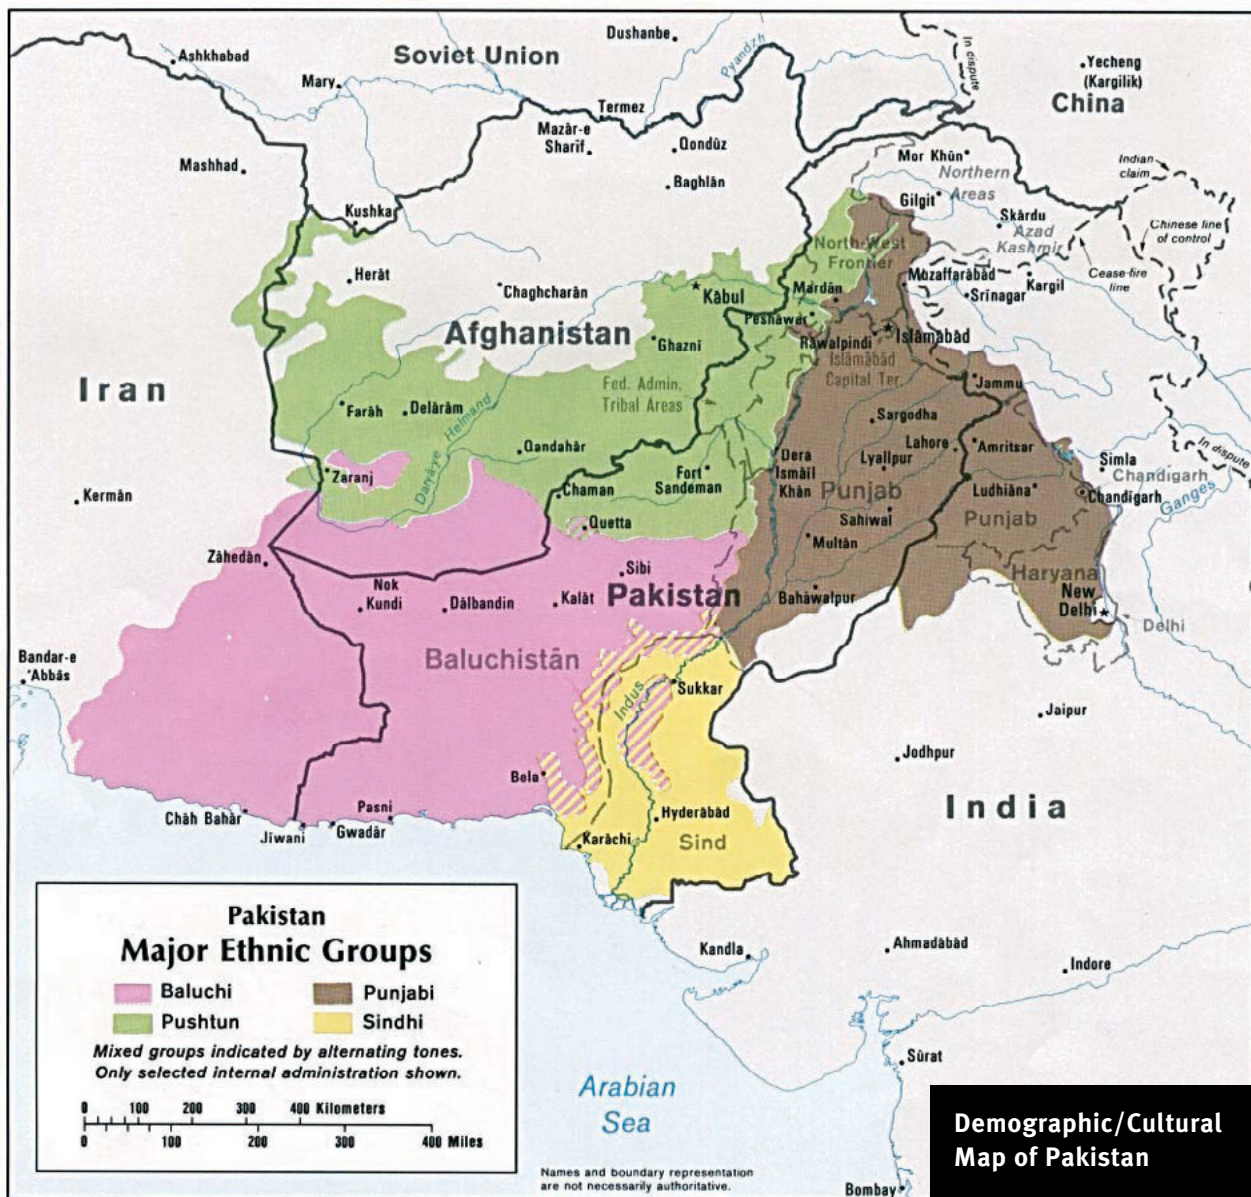 Dushanbe
Soviet Union
Ashkhabad
Mary
Pyandzh
In dispute
Yecheng
(Kargilik)
China
Termez
Mazār-e
Sharīf
Qondūz
Baghlān
Mashhad
Mor Khūn
Northern
Areas
Indian
claim
Gilgit
Kushka
Skārdu
Azad
Kashmir
Chinese line
of control
North-West
Frontier
Herāt
Chaghcharān
Kābul
Mardān
Muzaffarābād
Kargil
Cease-fire
line
Srīnagar
Peshāwar
Afghanistan
Ghaznī
Rāwalpindi
Islāmābād
Islāmābād
Capital Ter.
Iran
Fed. Admin.
Tribal Areas
Jammu
Farāh
Delārām
Daryā-ye Helmand
Sargodha
Qandahār
Lahore
Amritsar
In dispute
Zaranj
Fort
Sandeman
Dera
Ismāīl
Khān
Lyallpur
Simla
Chandīgarh
Kermān
Chaman
Punjab
Ludhiāna
Chandīgarh
Ganges
Quetta
Sahiwal
Punjab
Multān
Zāhedān
Sibi
Haryana
Nok
Kundi
Dālbandin
Kalāt
Pakistan
Bahāwalpur
New
Delhi
Delhi
Bandar-e
'Abbās
Baluchistān
Indus
Sukkar
Jaipur
Jodhpur
Bela
India
Chāh Bahār
Pasni
Jīwani
Gwadār
Hyderābād
Karāchi
Sind
Pakistan
Major Ethnic Groups
Baluchi
Punjabi
Pushtun
Sindhi
Mixed groups indicated by alternating tones.
Only selected internal administration shown.
0 100 200 300 400 Kilometers
0 100 200 300 400 Miles
Kandla
Ahmadābād
Indore
Sūrat
Arabian
Sea
Names and boundary representation
are not necessarily authoritative.
Bombay
Demographic/Cultural
Map of Pakistan